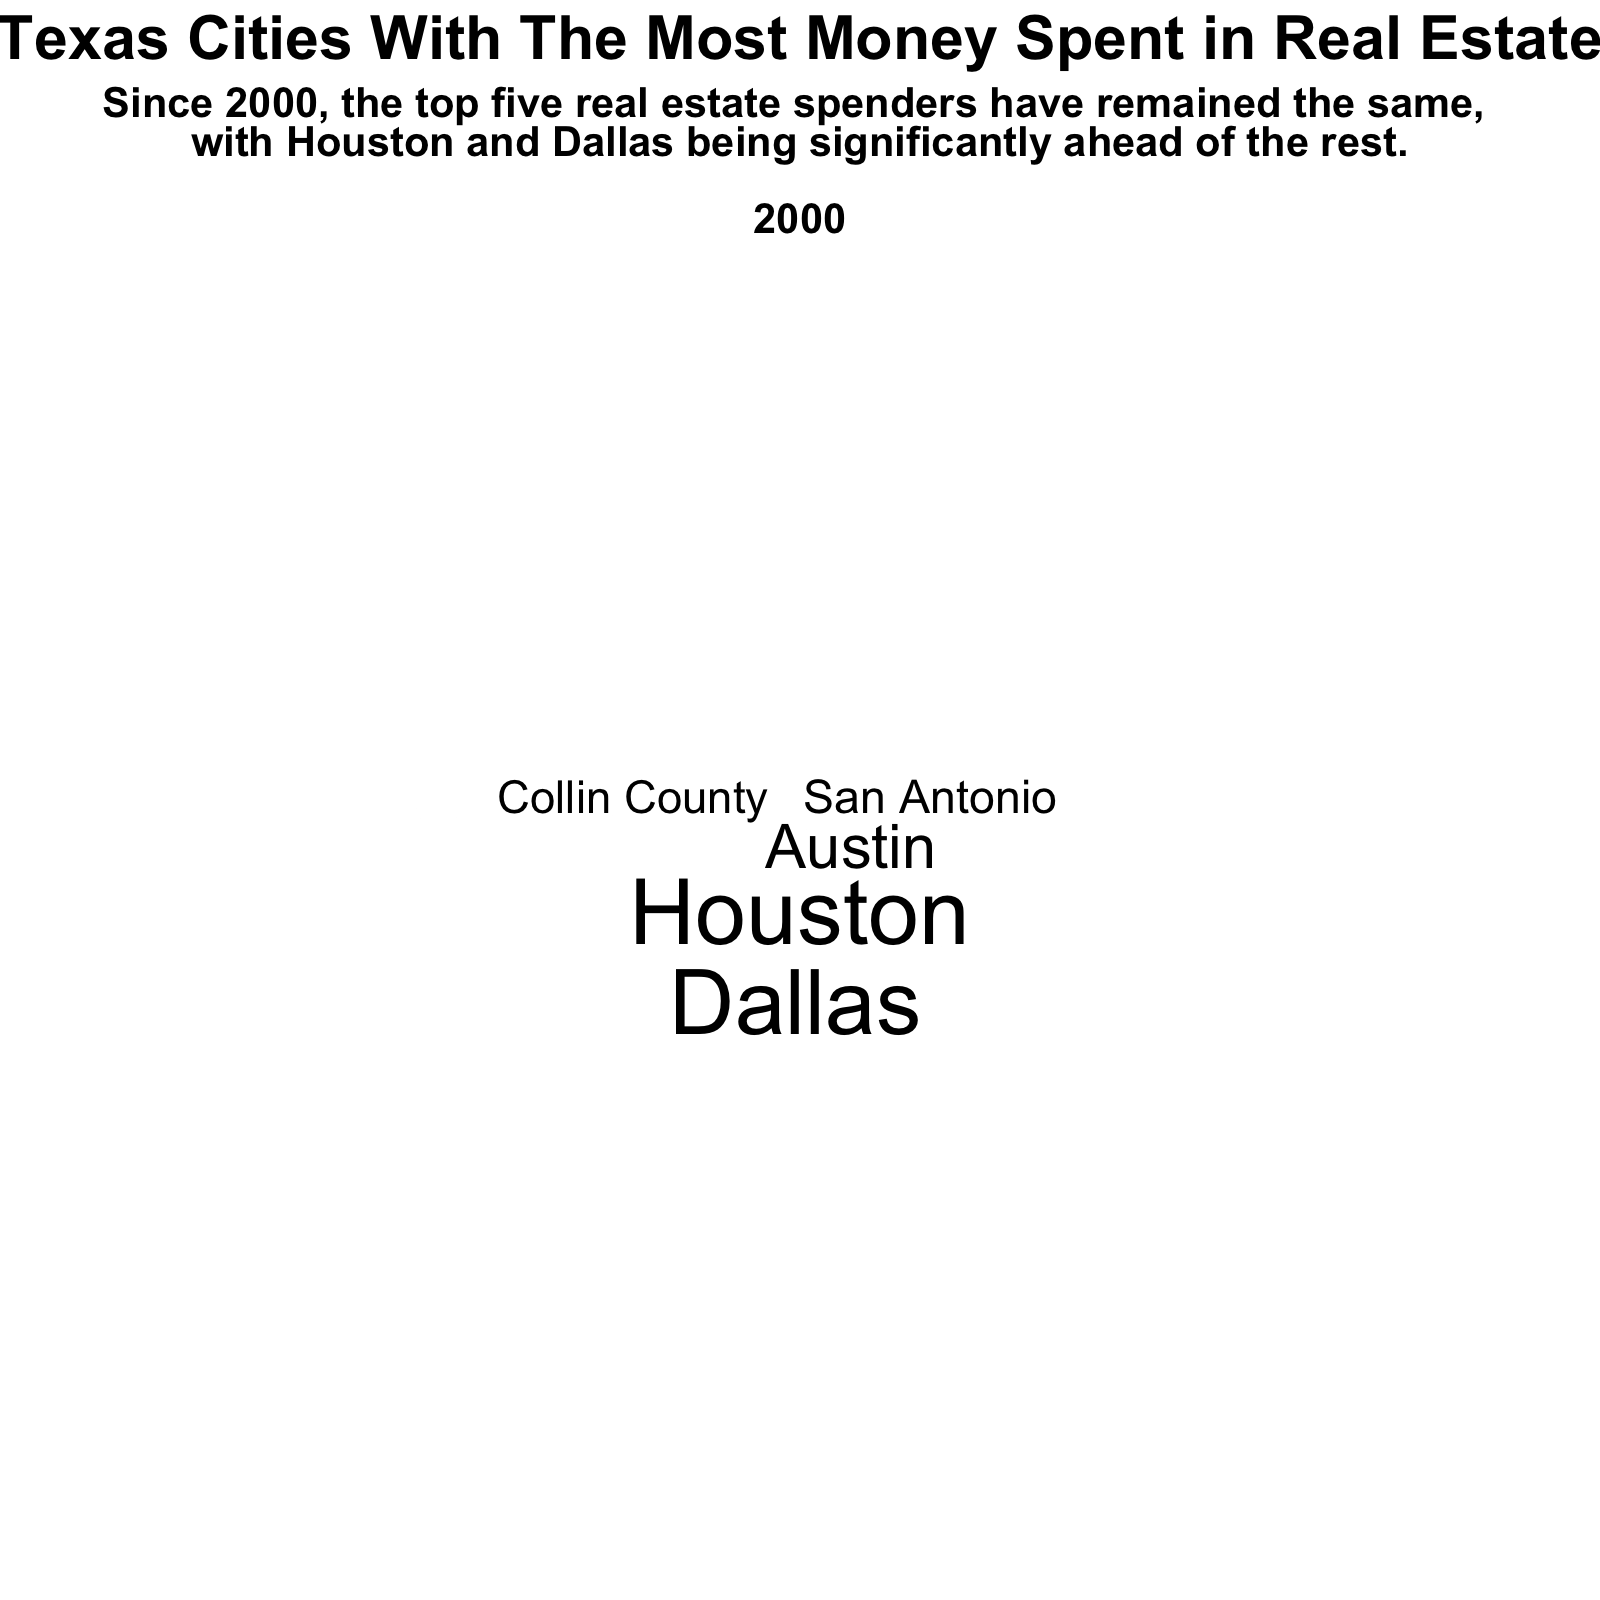 Texas Cities With The Most Money Spent in Real Estate
Since 2000, the top five real estate spenders have remained the same,
with Houston and Dallas being significantly ahead of the rest.
2000
Collin County San Antonio
Austin
Houston
Dallas